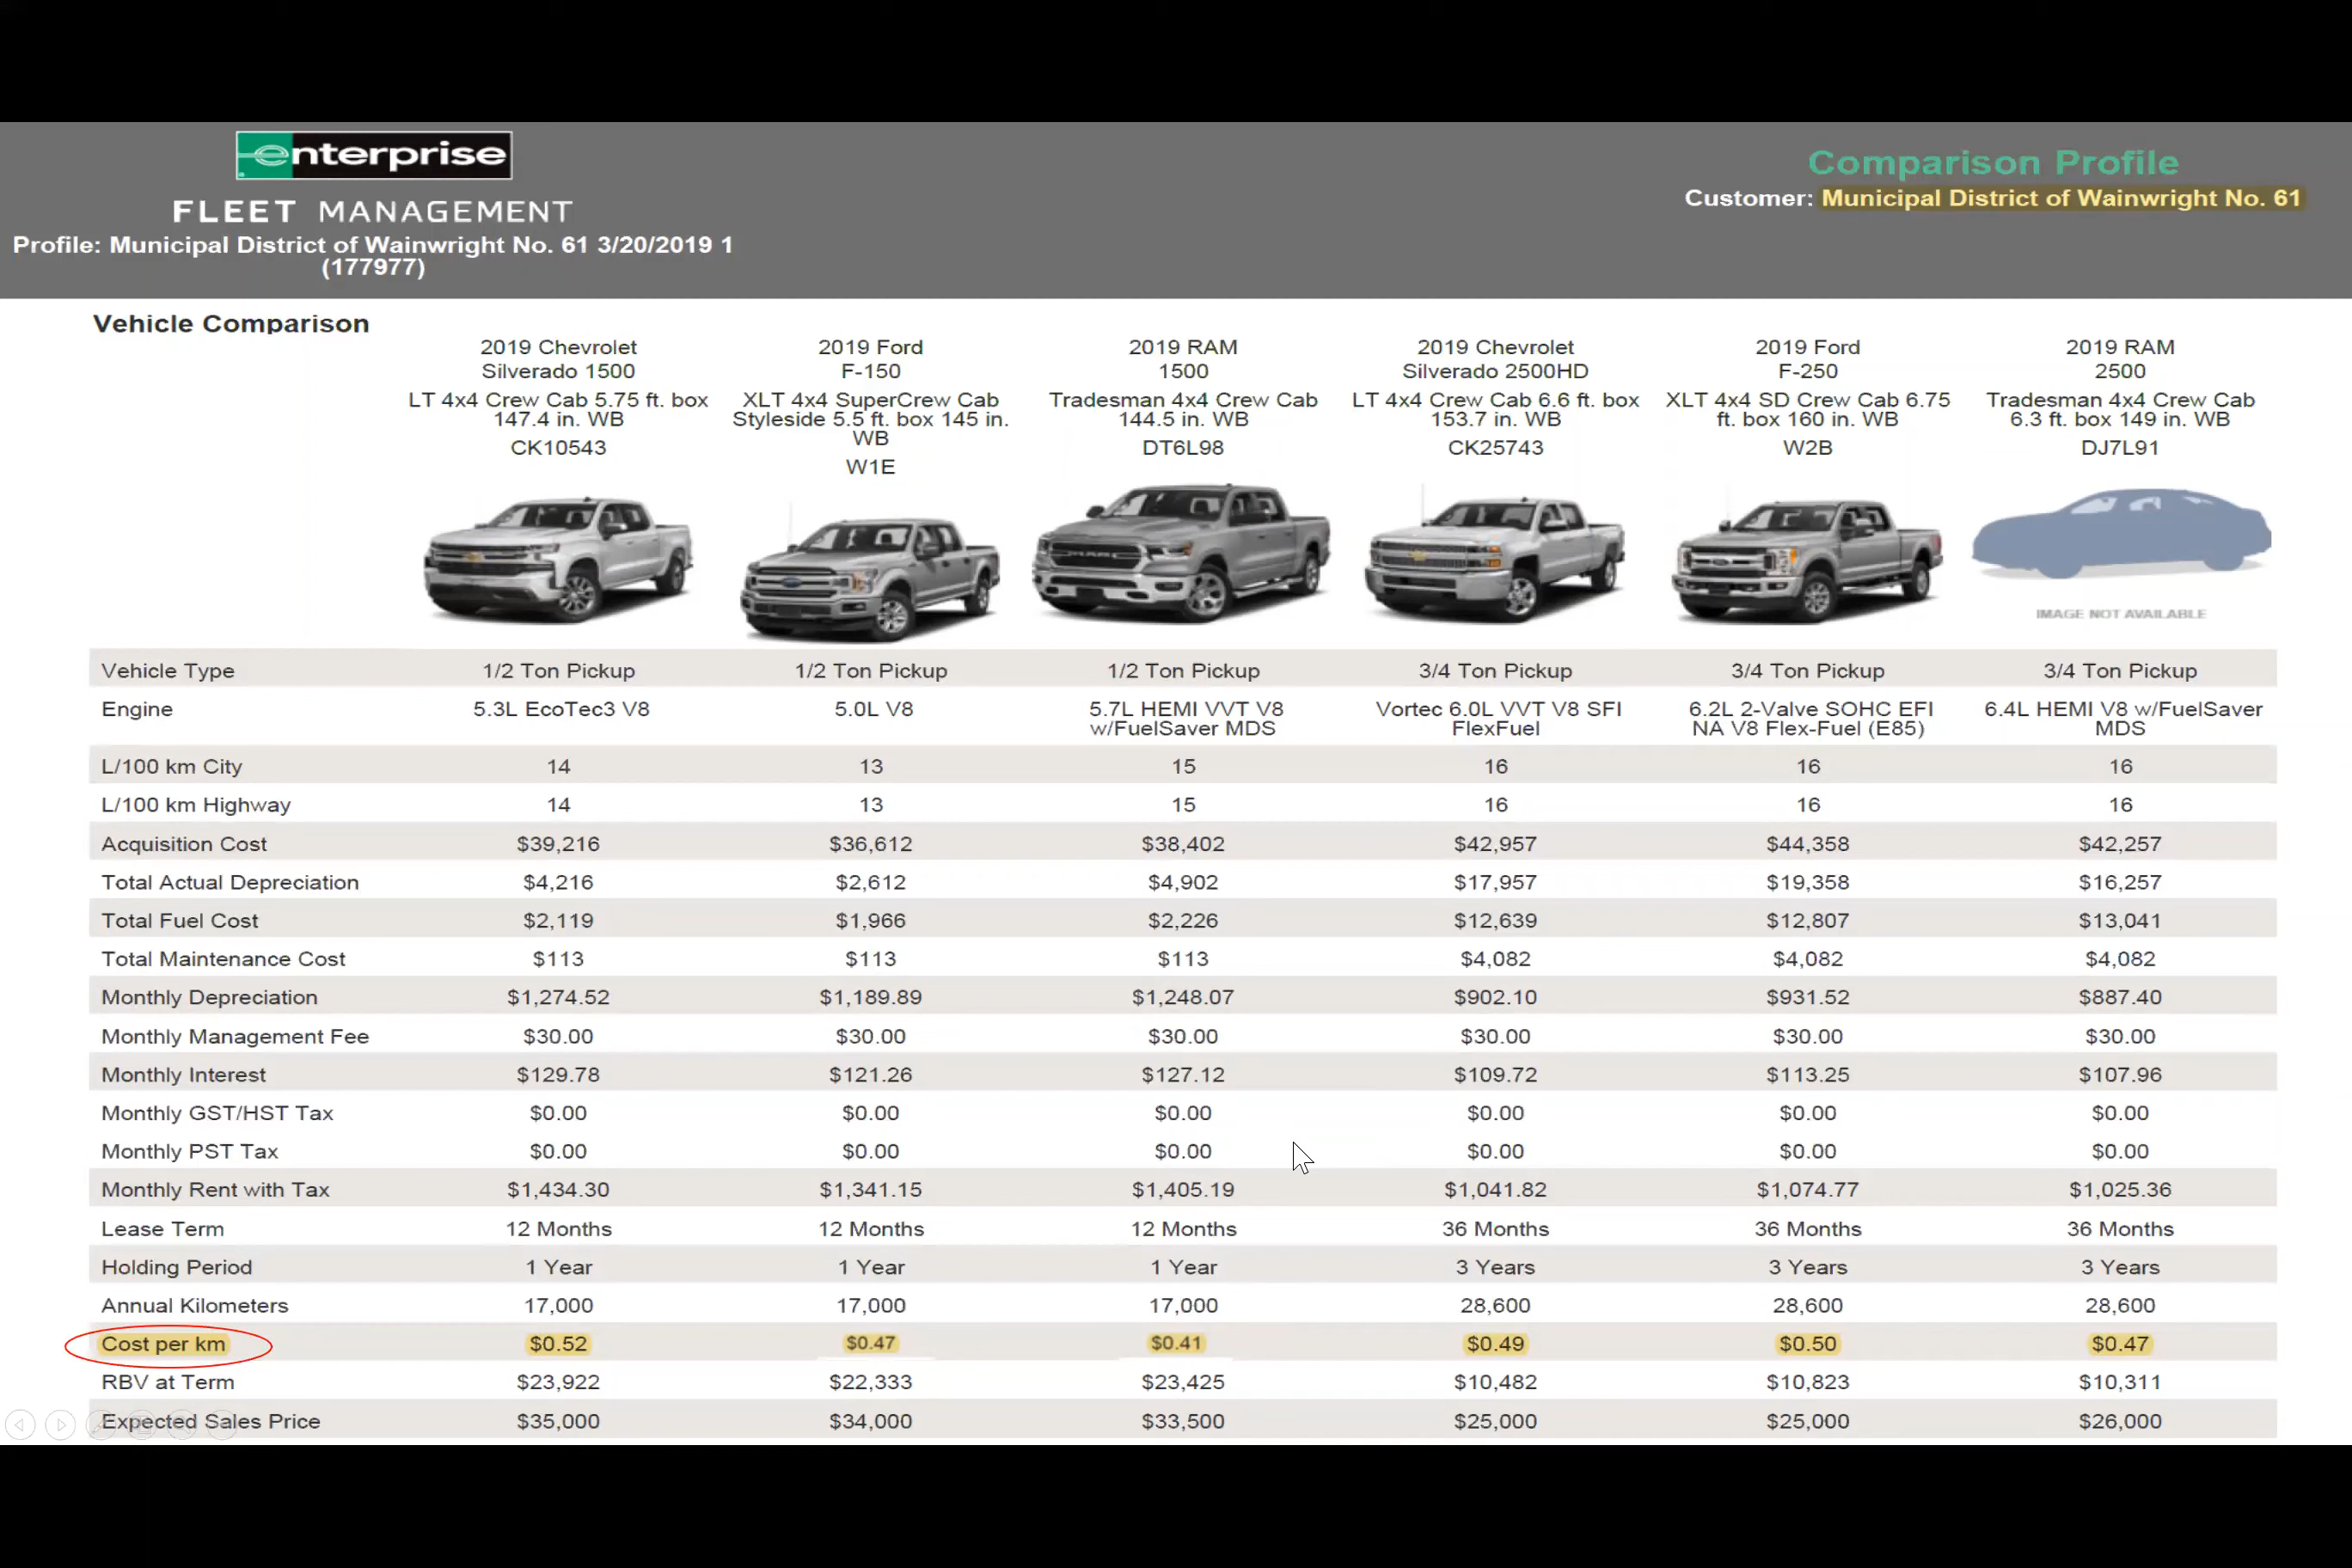 enterprise
FLEET MANAGEMENT
Profile: Municipal District of Wainwright No. 61 3/20/2019 1
(177977)
Comparison Profile
Customer: Municipal District of Wainwright No. 61
Vehicle Comparison
2019 Chevrolet 2019 Ford 2019 RAM 2019 Chevrolet 2019 Ford 2019 RAM
Silverado 1500 F-150 1500 Silverado 2500HD F-250 2500
LT 4x4 Crew Cab 5.75 ft. box XLT 4x4 SuperCrew Cab Tradesman 4x4 Crew Cab LT 4x4 Crew Cab 6.6 ft. box XLT 4x4 SD Crew Cab 6.75 Tradesman 4x4 Crew Cab
147.4 in. WB Styleside 5.5 ft. box 145 in. 144.5 in. WB 153.7 in. WB ft. box 160 in. WB 6.3 ft. box 149 in. WB
WB
CK10543 W1E DT6L98 CK25743 W2B DJ7L91
IMAGE NOT AVAILABLE
Vehicle Type 1/2 Ton Pickup 1/2 Ton Pickup 1/2 Ton Pickup 3/4 Ton Pickup 3/4 Ton Pickup 3/4 Ton Pickup
Engine 5.3L EcoTec3 V8 5.0L V8 5.7L HEMI VVT V8 Vortec 6.0L VVT V8 SFI 6.2L 2-Valve SOHC EFI 6.4L HEMI V8 w/FuelSaver
w/FuelSaver MDS FlexFuel NA V8 Flex-Fuel (E85) MDS
L/100 km City 14 13 15 16 16 16
L/100 km Highway 14 13 15 16 16 16
Acquisition Cost $39,216 $36,612 $38,402 $42,957 $44,358 $42,257
Total Actual Depreciation $4,216 $2,612 $4,902 $17,957 $19,358 $16,257
Total Fuel Cost $2,119 $1,966 $2,226 $12,639 $12,807 $13,041
Total Maintenance Cost $113 $113 $113 $4,082 $4,082 $4,082
Monthly Depreciation $1,274.52 $1,189.89 $1,248.07 $902.10 $931.52 $887.40
Monthly Management Fee $30.00 $30.00 $30.00 $30.00 $30.00 $30.00
Monthly Interest $129.78 $121.26 $127.12 $109.72 $113.25 $107.96
Monthly GST/HST Tax $0.00 $0.00 $0.00 $0.00 $0.00 $0.00
Monthly PST Tax $0.00 $0.00 $0.00 $0.00 $0.00 $0.00
Monthly Rent with Tax $1,434.30 $1,341.15 $1,405.19 $1,041.82 $1,074.77 $1,025.36
Lease Term 12 Months 12 Months 12 Months 36 Months 36 Months 36 Months
Holding Period 1 Year 1 Year 1 Year 3 Years 3 Years 3 Years
Annual Kilometers 17,000 17,000 17,000 28,600 28,600 28,600
Cost per km $0.52 $0.47 $0.41 $0.49 $0.50 $0.47
RBV at Term $23,922 $22,333 $23,425 $10,482 $10,823 $10,311
Expected Sales Price $35,000 $34,000 $33,500 $25,000 $25,000 $26,000